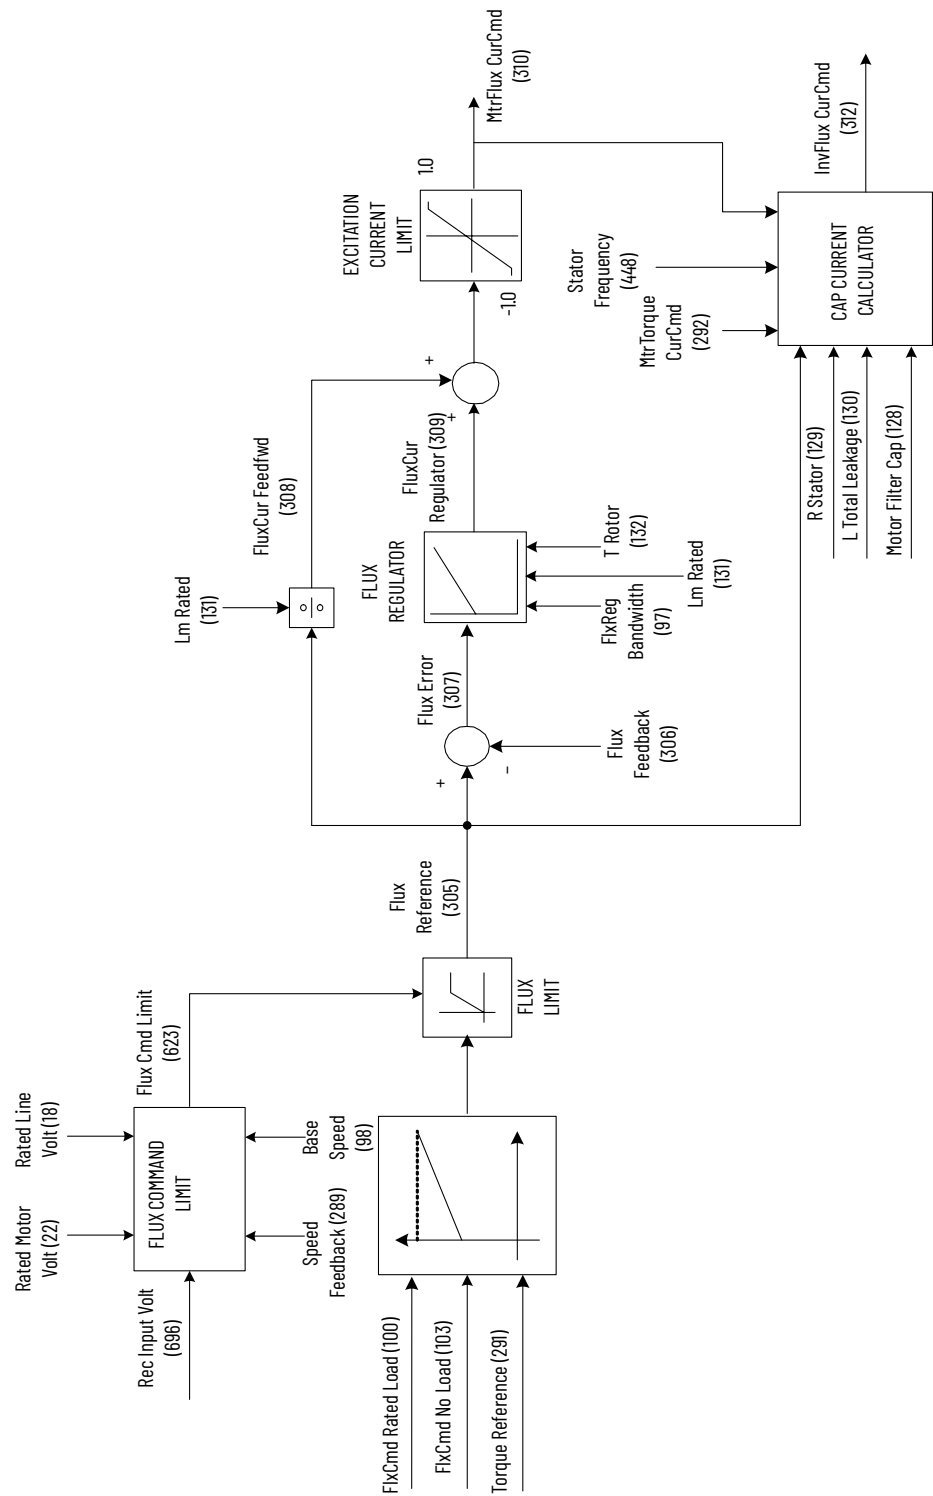 Rated Motor
Volt (22)
Rated Line
Volt (18)
Rec Input Volt
(696)
FLUX COMMAND
LIMIT
Flux Cmd Limit
(623)
Speed
Feedback (289)
Base
Speed
(98)
FlxCmd Rated Load (100)
FlxCmd No Load (103)
Torque Reference (291)
FLUX
LIMIT
Flux
Reference
(305)
Lm Rated
(131)
FluxCur Feedfwd
(308)
+
-
Flux Error
(307)
Flux
Feedback
(306)
FLUX
REGULATOR
FlxReg
Bandwidth
(97)
Lm Rated
(131)
T Rotor
(132)
FluxCur
Regulator (309)
+
+
EXCITATION
CURRENT
LIMIT
-1.0
1.0
MtrFlux CurCmd
(310)
MtrTorque
CurCmd
(292)
Stator
Frequency
(448)
R Stator (129)
L Total Leakage (130)
Motor Filter Cap (128)
CAP CURRENT
CALCULATOR
InvFlux CurCmd
(312)